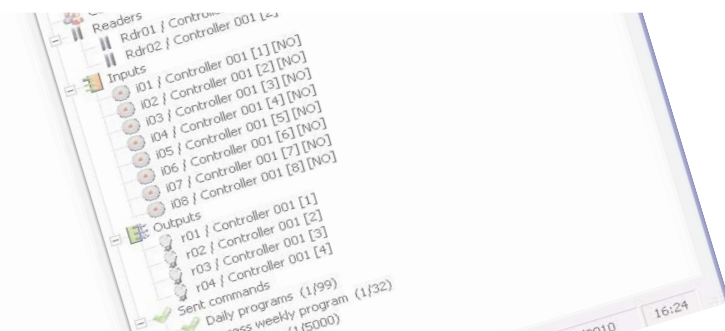 Readers
Rdr01 / Controller
Rdr02 / Controller 001 [2]
Inputs
i01 / Controller 001 [1] [NO]
i02 / Controller 001 [2] [NO]
i03 / Controller 001 [3] [NO]
i04 / Controller 001 [4] [NO]
i05 / Controller 001 [5] [NO]
i06 / Controller 001 [6] [NO]
i07 / Controller 001 [7] [NO]
i08 / Controller 001 [8] [NO]
Outputs
r01 / Controller 001 [1]
r02 / Controller 001 [2]
r03 / Controller 001 [3]
r04 / Controller 001 [4]
Sent commands
Daily programs (1/99)
weekly program (1/32)
(1/5000)
/2010
16:24